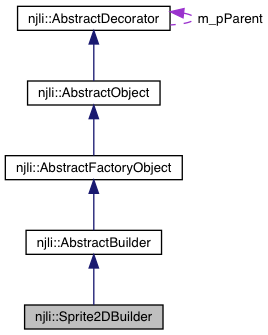 njli::AbstractDecorator
m_pParent
njli::AbstractObject
njli::AbstractFactoryObject
njli::AbstractBuilder
njli::Sprite2DBuilder